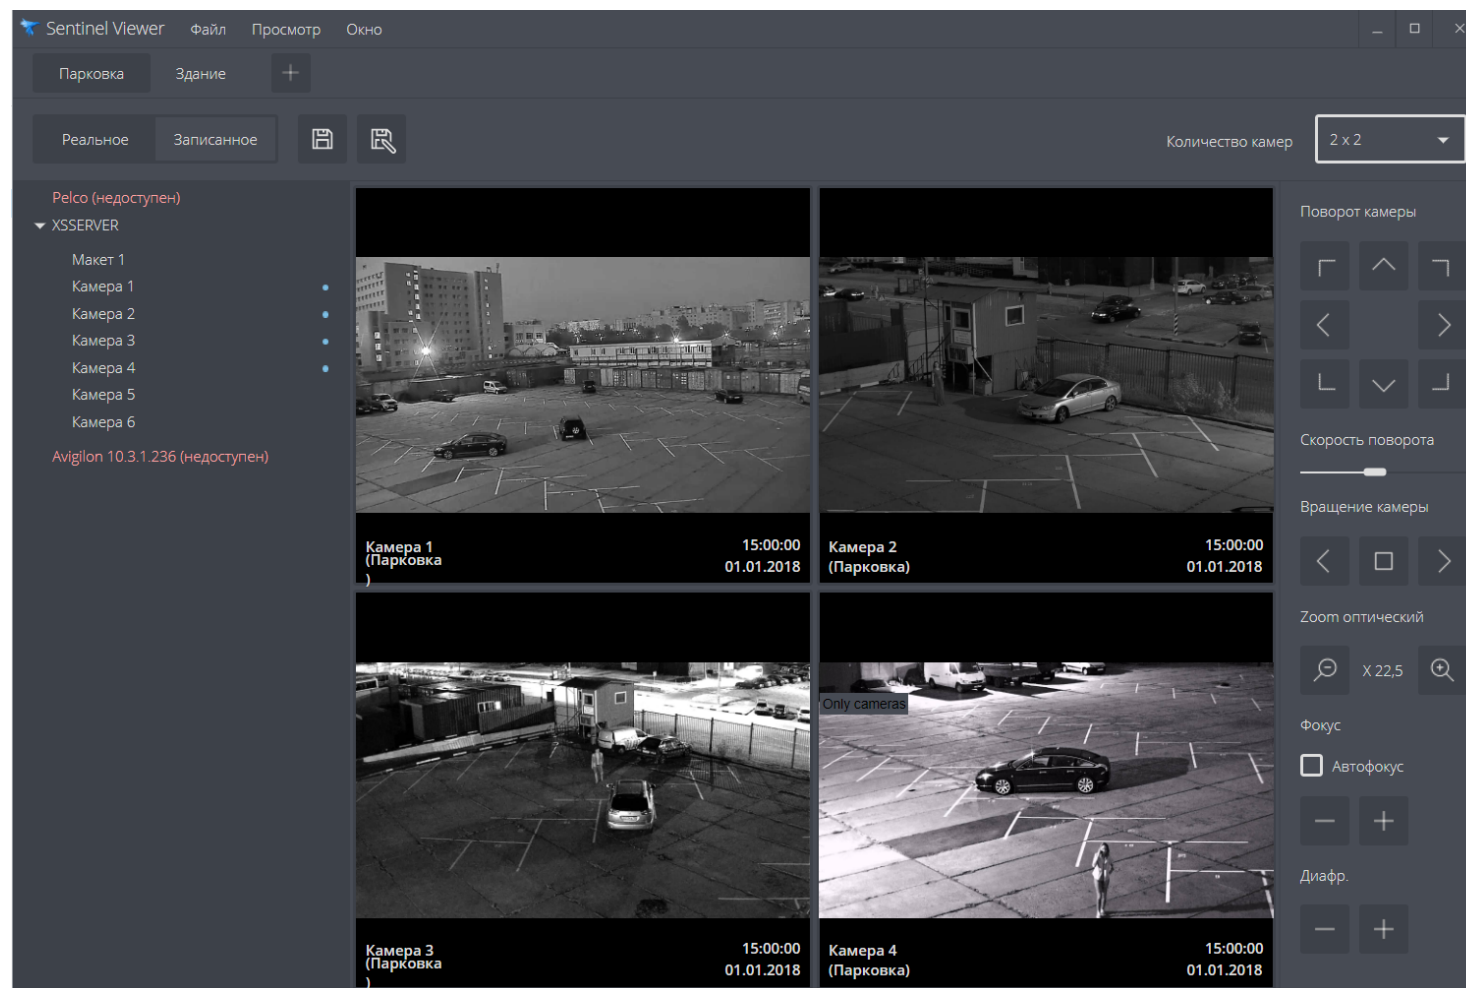 Sentinel Viewer Файл Просмотр Окно
Парковка Здание
Реальное Записанное Количество камер 2 x 2
Pelco (недоступен)
XSSERVER
Макет 1
Камера 1
Камера 2
Камера 3
Камера 4
Камера 5
Камера 6
Avigilon 10.3.1.236 (недоступен)
Камера 1 15:00:00
(Парковка 01.01.2018
)
Камера 2 15:00:00
(Парковка) 01.01.2018
Only cameras
Камера 3 15:00:00
(Парковка 01.01.2018
)
Камера 4 15:00:00
(Парковка) 01.01.2018
Поворот камеры
Скорость поворота
Вращение камеры
Zoom оптический
X 22,5
Фокус
Автофокус
Диафр.